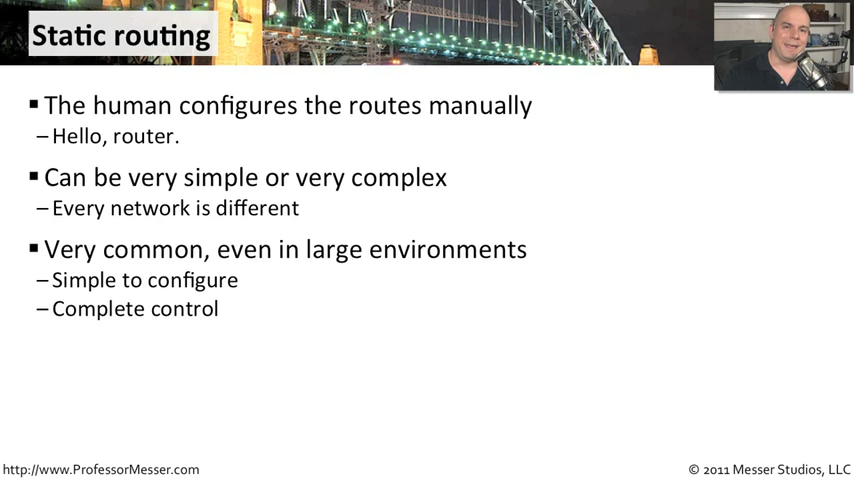 Static routing
▪ The human configures the routes manually
– Hello, router.
▪ Can be very simple or very complex
– Every network is different
▪ Very common, even in large environments
– Simple to configure
– Complete control
http://www.ProfessorMesser.com
© 2011 Messer Studios, LLC